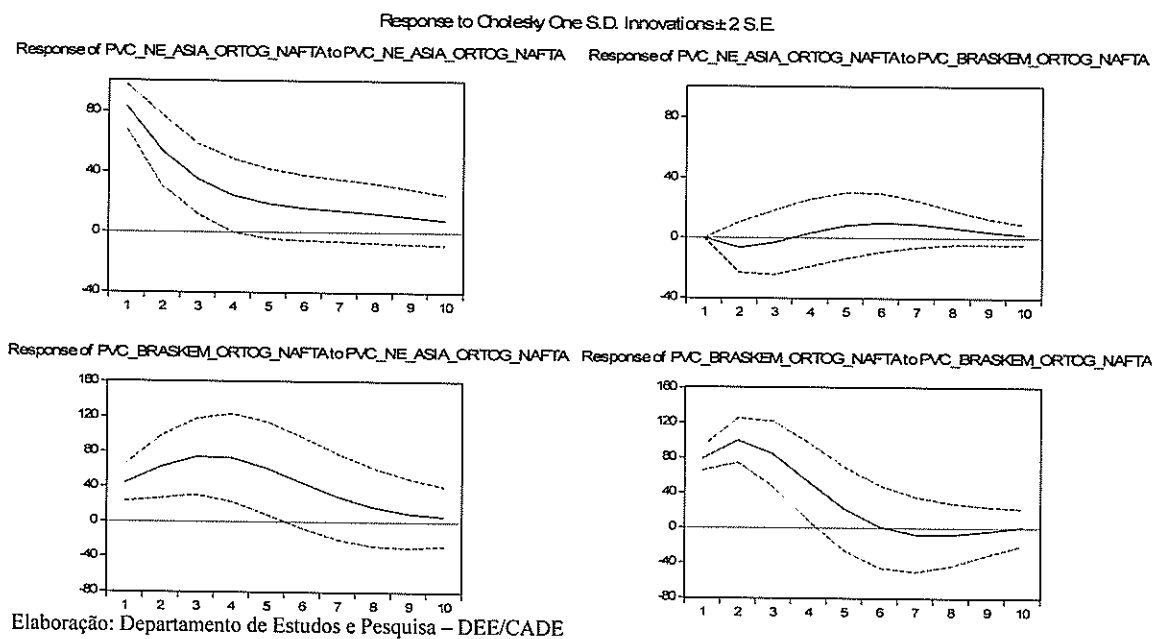 Response to Cholesky One S.D. Innovations ± 2 S.E.
Response of PVC_NE_ASIA_ORTOG_NAFTA to PVC_NE_ASIA_ORTOG_NAFTA
Response of PVC_NE_ASIA_ORTOG_NAFTA to PVC_BRASKEM_ORTOG_NAFTA
80
40
0
-40
1 2 3 4 5 6 7 8 9 10
80
40
0
-40
1 2 3 4 5 6 7 8 9 10
Response of PVC_BRASKEM_ORTOG_NAFTA to PVC_NE_ASIA_ORTOG_NAFTA
Response of PVC_BRASKEM_ORTOG_NAFTA to PVC_BRASKEM_ORTOG_NAFTA
160
120
80
40
0
-40
-80
1 2 3 4 5 6 7 8 9 10
160
120
80
40
0
-40
-80
1 2 3 4 5 6 7 8 9 10
Elaboração: Departamento de Estudos e Pesquisa – DEE/CADE